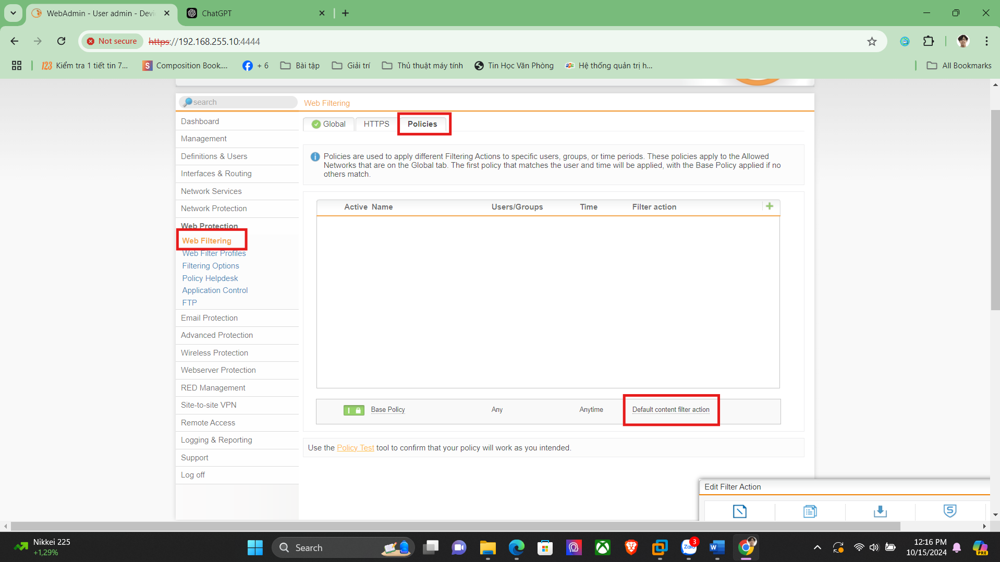 WebAdmin - User admin - Devi
ChatGPT
Not secure
https://192.168.255.10:4444
123
Kiểm tra 1 tiết tin 7...
S
Composition Book....
+ 6
Bài tập
Giải trí
Thủ thuật máy tính
Tin Học Văn Phòng
Hệ thống quản trị h...
All Bookmarks
search
Web Filtering
Dashboard
Management
Definitions & Users
Interfaces & Routing
Network Services
Network Protection
Web Protection
Web Filtering
Web Filter Profiles
Filtering Options
Policy Helpdesk
Application Control
FTP
Email Protection
Advanced Protection
Wireless Protection
Webserver Protection
RED Management
Site-to-site VPN
Remote Access
Logging & Reporting
Support
Log off
Global
HTTPS
Policies
Policies are used to apply different Filtering Actions to specific users, groups, or time periods. These policies apply to the Allowed
Networks that are on the Global tab. The first policy that matches the user and time will be applied, with the Base Policy applied if no
others match.
Active Name Users/Groups Time Filter action
Base Policy Any Anytime Default content filter action
Use the Policy Test tool to confirm that your policy will work as you intended.
Edit Filter Action
Nikkei 225
+1,29%
Search
Zalo
3
W
12:16 PM
10/15/2024
PRE